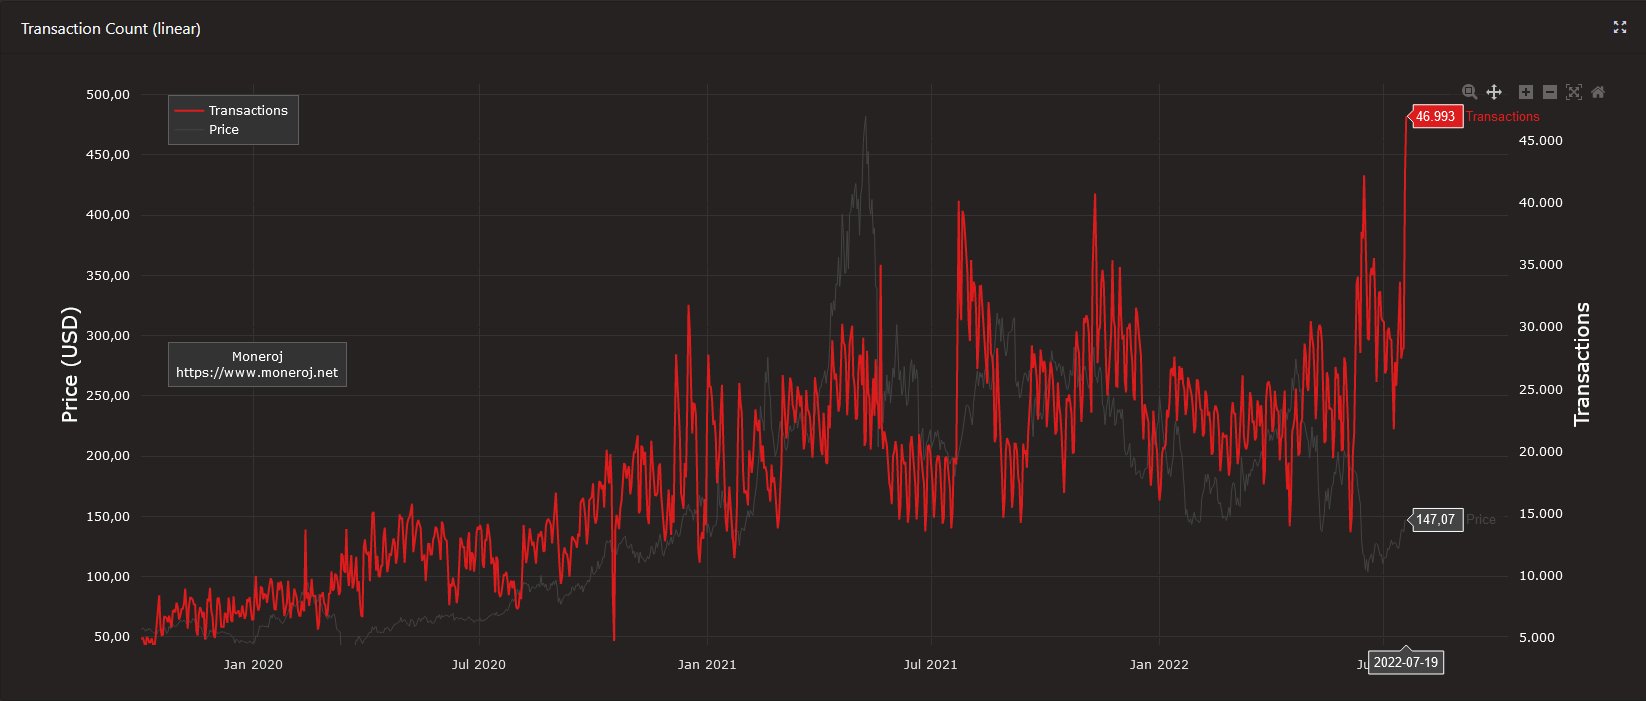 Transaction Count (linear)
500,00
450,00
400,00
350,00
300,00
250,00
200,00
150,00
100,00
50,00
Price (USD)
Transactions
Price
Moneroj
https://www.moneroj.net
46.993
Transactions
147,07
Price
45.000
40.000
35.000
30.000
25.000
20.000
15.000
10.000
5.000
Transactions
Jan 2020
Jul 2020
Jan 2021
Jul 2021
Jan 2022
Ju
2022-07-19